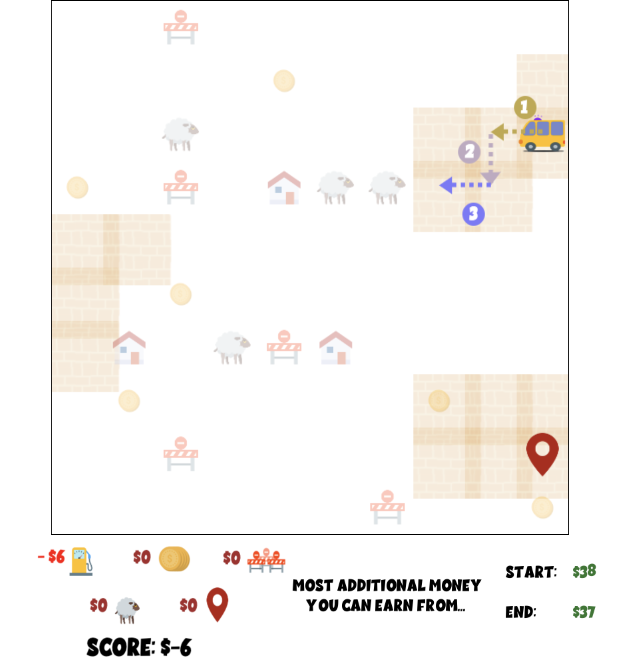 1
2
3
- $6
$0
$0
$0
$0
MOST ADDITIONAL MONEY
YOU CAN EARN FROM...
START: $38
END: $37
SCORE: $-6